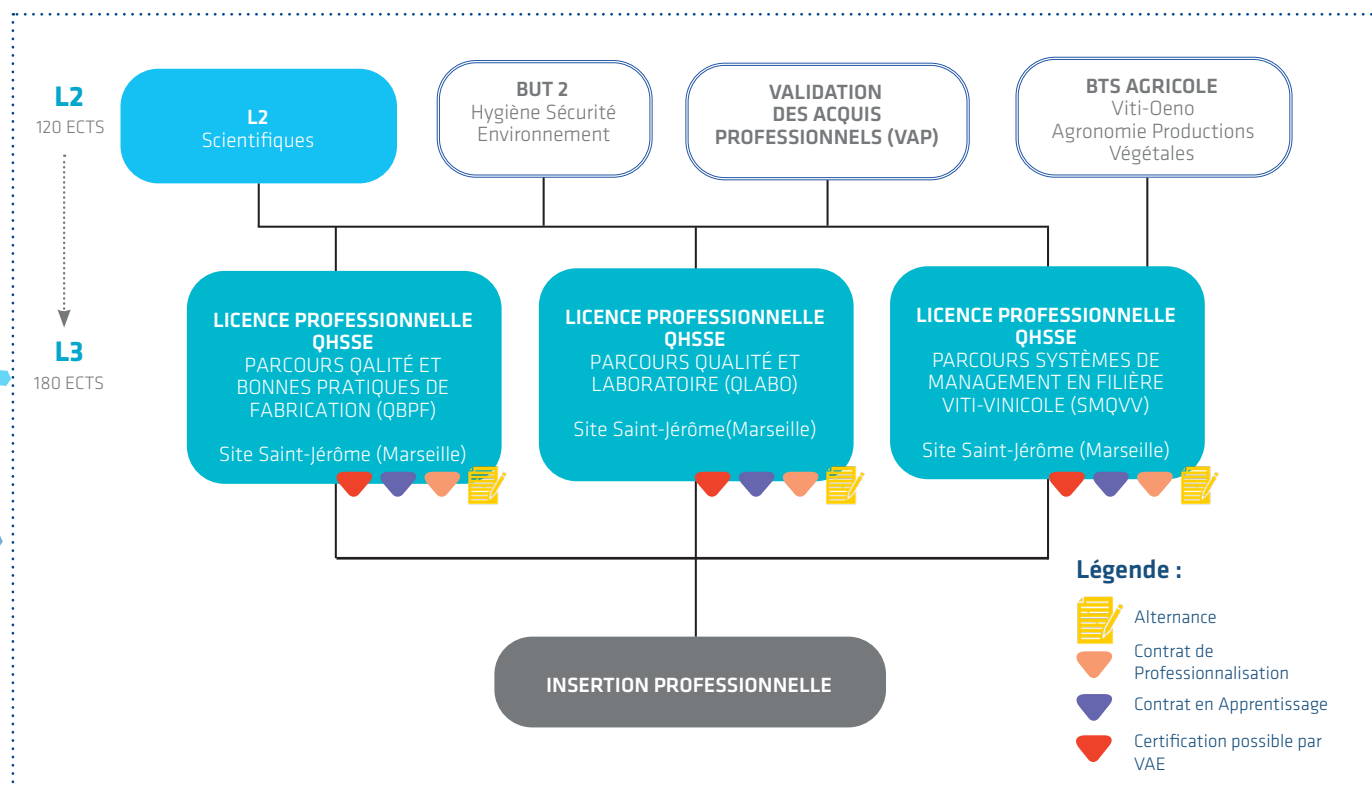 L2
120 ECTS
L2
Scientifiques
BUT 2
Hygiène Sécurité
Environnement
VALIDATION
DES ACQUIS
PROFESSIONNELS (VAP)
BTS AGRICOLE
Viti-Oeno
Agronomie Productions
Végétales
L3
180 ECTS
LICENCE PROFESSIONNELLE
QHSSE
PARCOURS QALITÉ ET
BONNES PRATIQUES DE
FABRICATION (QBPF)
Site Saint-Jérôme (Marseille)
LICENCE PROFESSIONNELLE
QHSSE
PARCOURS QUALITÉ ET
LABORATOIRE (QLABO)
Site Saint-Jérôme(Marseille)
LICENCE PROFESSIONNELLE
QHSSE
PARCOURS SYSTÈMES DE
MANAGEMENT EN FILIÈRE
VITI-VINICOLE (SMQVV)
Site Saint-Jérôme (Marseille)
INSERTION PROFESSIONNELLE
Légende :
Alternance
Contrat de
Professionnalisation
Contrat en Apprentissage
Certification possible par
VAE